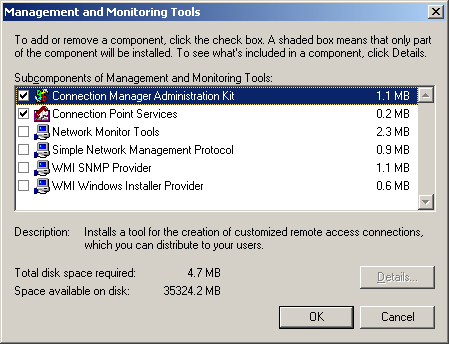 Management and Monitoring Tools
To add or remove a component, click the check box. A shaded box means that only part
of the component will be installed. To see what's included in a component, click Details.
Subcomponents of Management and Monitoring Tools:
Connection Manager Administration Kit 1.1 MB
Connection Point Services 0.2 MB
Network Monitor Tools 2.3 MB
Simple Network Management Protocol 0.9 MB
WMI SNMP Provider 1.1 MB
WMI Windows Installer Provider 0.6 MB
Description: Installs a tool for the creation of customized remote access connections,
which you can distribute to your users.
Total disk space required: 4.7 MB
Space available on disk: 35324.2 MB
Details...
OK Cancel